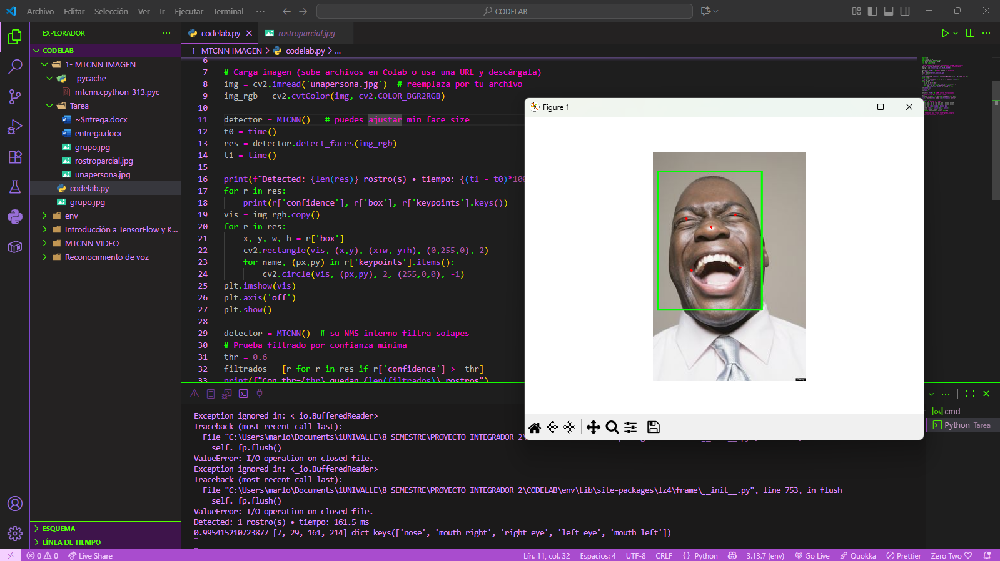 Archivo Editar Selección Ver Ir Ejecutar Terminal ··· CODELAB
EXPLORADOR ···
CODELAB
1- MTCNN IMAGEN
__pycache__
mtcnn.cpython-313.pyc
Tarea
~$ntrega.docx
entrega.docx
grupo.jpg
rostroparcial.jpg
unapersona.jpg
codelab.py
grupo.jpg
env
Introducción a TensorFlow y K...
MTCNN VIDEO
Reconocimiento de voz
ESQUEMA
LÍNEA DE TIEMPO
codelab.py rostroparcial.jpg
1- MTCNN IMAGEN > codelab.py > ...
6
7 # Carga imagen (sube archivos en Colab o usa una URL y descárgala)
8 img = cv2.imread('unapersona.jpg')  # reemplaza por tu archivo
9 img_rgb = cv2.cvtColor(img, cv2.COLOR_BGR2RGB)
10
11 detector = MTCNN()   # puedes ajustar min_face_size
12 t0 = time()
13 res = detector.detect_faces(img_rgb)
14 t1 = time()
15
16 print(f"Detected: {len(res)} rostro(s) • tiempo: {(t1 - t0)*100
17 for r in res:
18     print(r['confidence'], r['box'], r['keypoints'].keys())
19 vis = img_rgb.copy()
20 for r in res:
21     x, y, w, h = r['box']
22     cv2.rectangle(vis, (x,y), (x+w, y+h), (0,255,0), 2)
23     for name, (px,py) in r['keypoints'].items():
24         cv2.circle(vis, (px,py), 2, (255,0,0), -1)
25 plt.imshow(vis)
26 plt.axis('off')
27 plt.show()
28
29 detector = MTCNN()  # su NMS interno filtra solapes
30 # Prueba filtrado por confianza mínima
31 thr = 0.6
32 filtrados = [r for r in res if r['confidence'] >= thr]
33 print(f"Con thr={thr} quedan {len(filtrados)} rostros")
Figure 1
Exception ignored in: <_io.BufferedReader>
Traceback (most recent call last):
File "C:\Users\marlo\Documents\1UNIVALLE\8 SEMESTRE\PROYECTO INTEGRADOR 2\
self._fp.flush()
ValueError: I/O operation on closed file.
Exception ignored in: <_io.BufferedReader>
Traceback (most recent call last):
File "C:\Users\marlo\Documents\1UNIVALLE\8 SEMESTRE\PROYECTO INTEGRADOR 2\CODELAB\env\Lib\site-packages\lz4\frame\__init__.py", line 753, in flush
self._fp.flush()
ValueError: I/O operation on closed file.
Detected: 1 rostro(s) • tiempo: 161.5 ms
0.995415210723877 [7, 29, 161, 214] dict_keys(['nose', 'mouth_right', 'right_eye', 'left_eye', 'mouth_left'])
cmd
Python Tarea
0 0 Live Share Lín. 11, col. 32 Espacios: 4 UTF-8 CRLF {} Python 3.13.7 (env) Go Live Quokka Prettier Zero Two